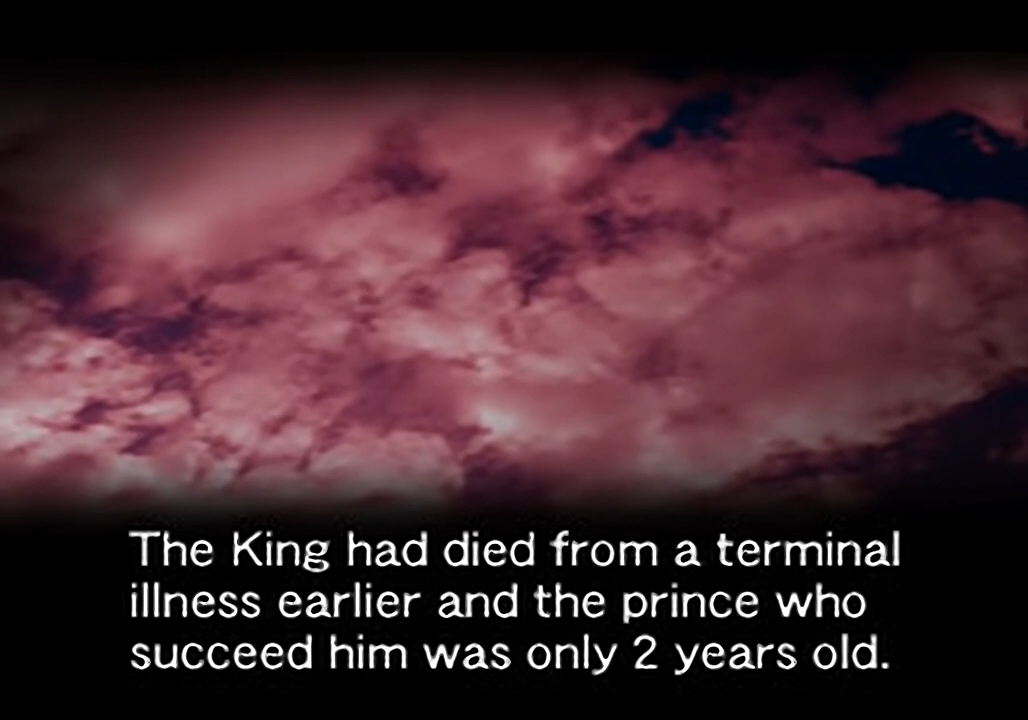 The King had died from a terminal
illness earlier and the prince who
succeed him was only 2 years old.